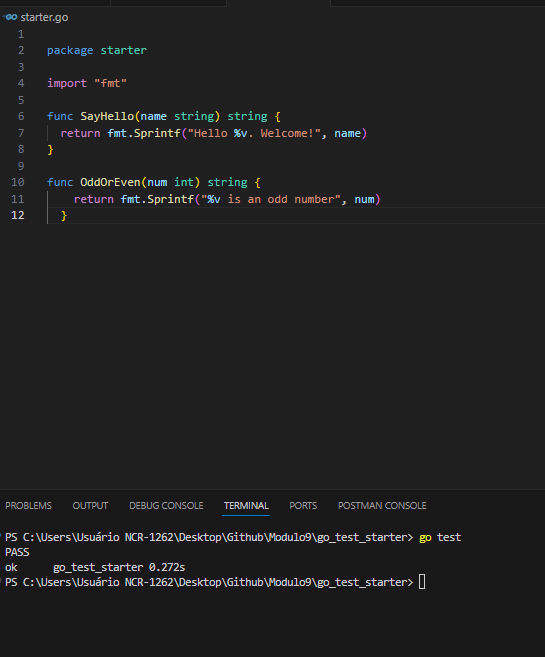 starter.go
1
2 package starter
3
4 import "fmt"
5
6 func SayHello(name string) string {
7 return fmt.Sprintf("Hello %v. Welcome!", name)
8 }
9
10 func OddOrEven(num int) string {
11 return fmt.Sprintf("%v is an odd number", num)
12 }
PROBLEMS OUTPUT DEBUG CONSOLE TERMINAL PORTS POSTMAN CONSOLE
PS C:\Users\Usuário NCR-1262\Desktop\Github\Modulo9\go_test_starter> go test
PASS
ok go_test_starter 0.272s
PS C:\Users\Usuário NCR-1262\Desktop\Github\Modulo9\go_test_starter>